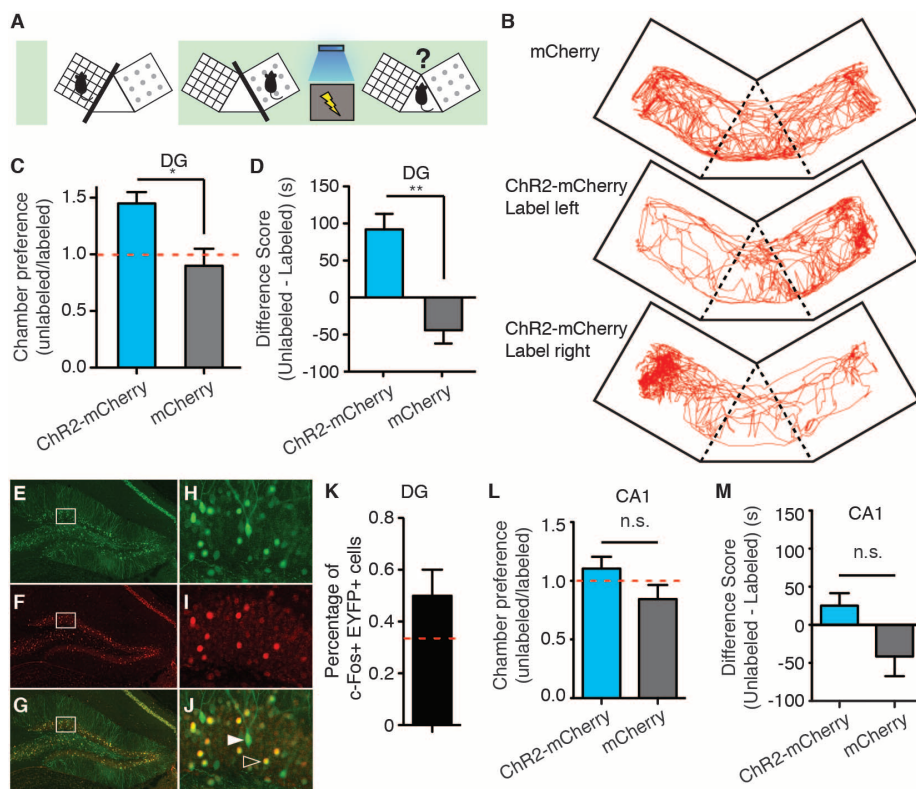 A
?
B
mCherry
ChR2-mCherry
Label left
ChR2-mCherry
Label right
C
DG
*
Chamber preference
(unlabeled/labeled)
1.5
1.0
1.5
0.0
ChR2-mCherry
mCherry
D
DG
**
Difference Score
(Unlabeled - Labeled) (s)
150
100
50
0
-50
-100
ChR2-mCherry
mCherry
E
F
G
H
I
J
K
DG
Percentage of
c-Fos+ EYFP+ cells
0.8
0.6
0.4
0.2
0
L
CA1
n.s.
Chamber preference
(unlabeled/labeled)
1.5
1.0
0.5
0.0
ChR2-mCherry
mCherry
M
CA1
n.s.
Difference Score
(Unlabeled - Labeled) (s)
150
100
50
0
-50
-100
ChR2-mCherry
mCherry